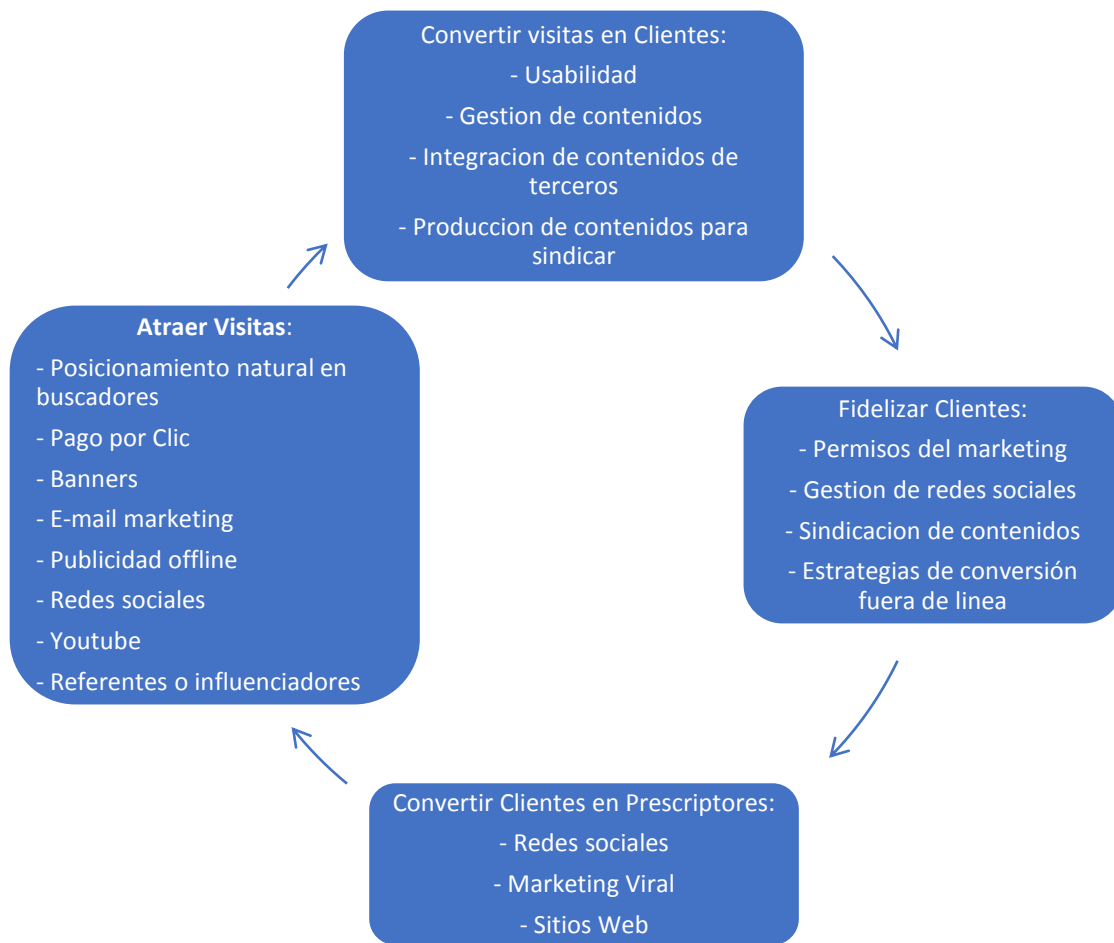 Convertir visitas en Clientes:
- Usabilidad
- Gestion de contenidos
- Integracion de contenidos de
terceros
- Produccion de contenidos para
sindicar
Atraer Visitas:
- Posicionamiento natural en
buscadores
- Pago por Clic
- Banners
- E-mail marketing
- Publicidad offline
- Redes sociales
- Youtube
- Referentes o influenciadores
Fidelizar Clientes:
- Permisos del marketing
- Gestion de redes sociales
- Sindicacion de contenidos
- Estrategias de conversión
fuera de linea
Convertir Clientes en Prescriptores:
- Redes sociales
- Marketing Viral
- Sitios Web